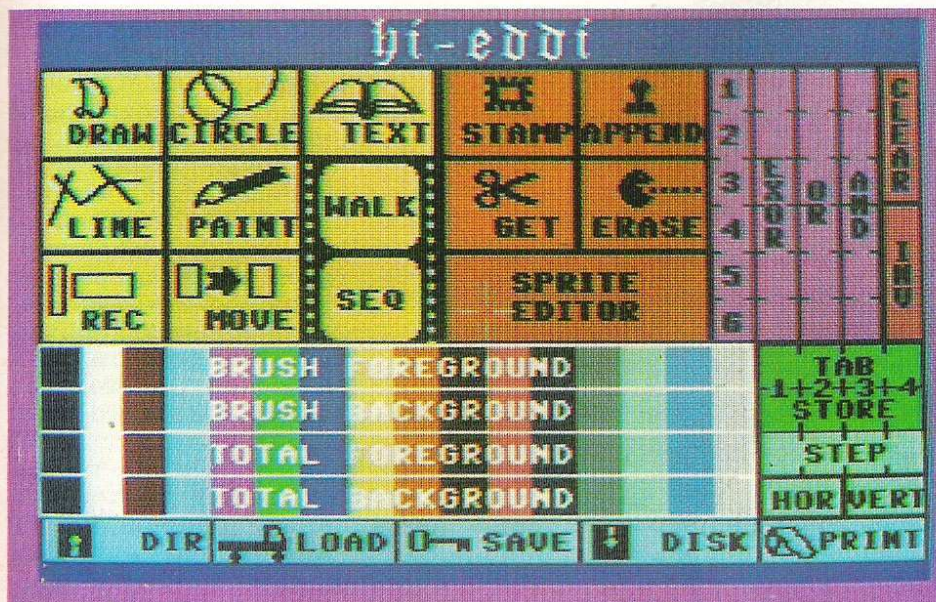 hi-eddi
DRAW CIRCLE TEXT STAMP APPEND
LINE PAINT WALK GET ERASE
REC MOVE SEQ SPRITE
EDITOR
1
2
3
4
5
6
EXOR
OR
AND
CLEAR
INV
BRUSH FOREGROUND
BRUSH BACKGROUND
TOTAL FOREGROUND
TOTAL BACKGROUND
TAB
1+2+3+4
STORE
STEP
HOR VERT
DIR LOAD SAVE DISK PRINT